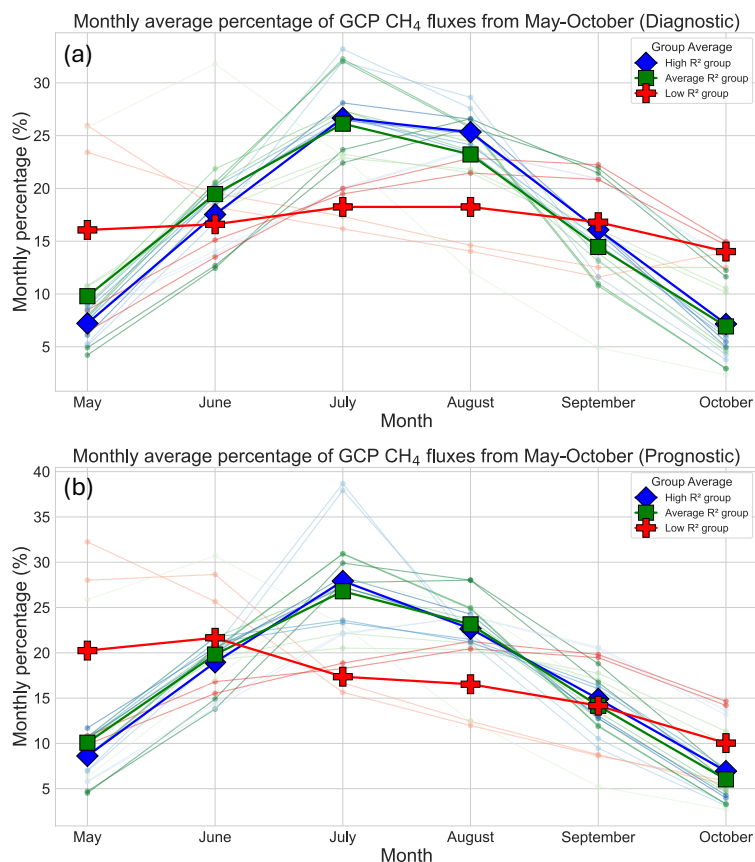 Monthly average percentage of GCP CH₄ fluxes from May-October (Diagnostic)
(a)
Group Average
High R² group
Average R² group
Low R² group
Monthly percentage (%)
30
25
20
15
10
5
May June July August September October
Month
Monthly average percentage of GCP CH₄ fluxes from May-October (Prognostic)
(b)
Group Average
High R² group
Average R² group
Low R² group
Monthly percentage (%)
40
35
30
25
20
15
10
5
May June July August September October
Month